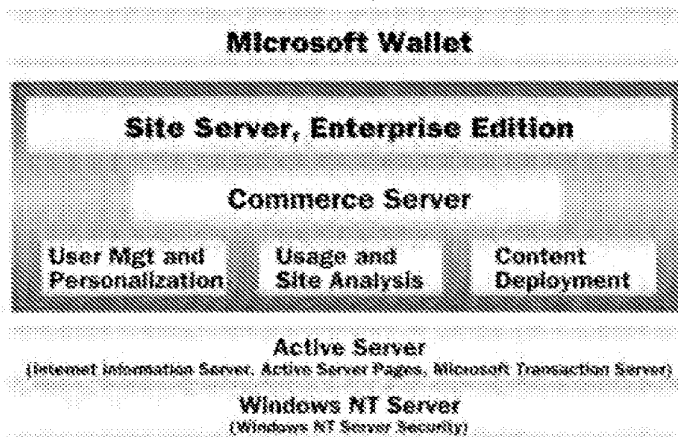 Microsoft Wallet
Site Server, Enterprise Edition
Commerce Server
User Mgt and
Personalization
Usage and
Site Analysis
Content
Deployment
Active Server
(Internet Information Server, Active Server Pages, Microsoft Transaction Server)
Windows NT Server
(Windows NT Server Security)